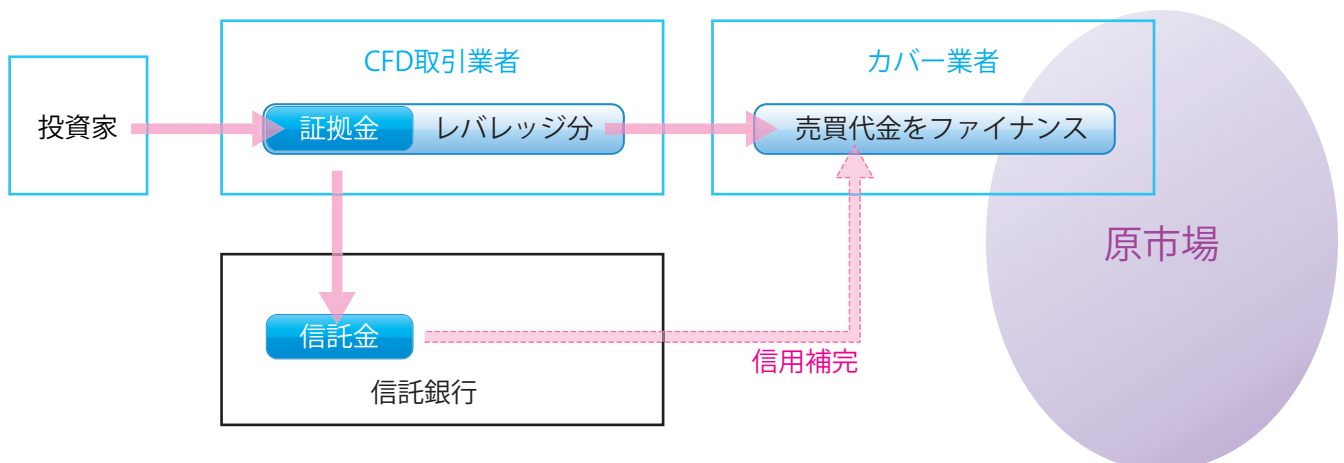 CFD取引業者
カバー業者
投資家
証拠金
レバレッジ分
売買代金をファイナンス
原市場
信託金
信用補完
信託銀行